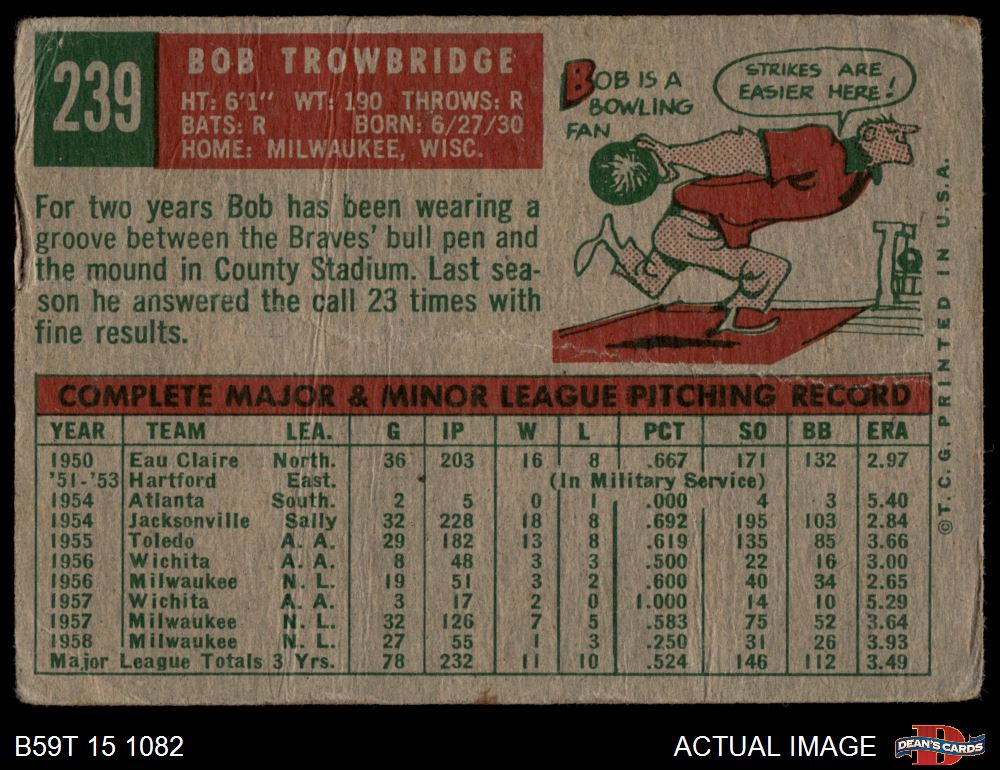 239
BOB TROWBRIDGE
HT: 6'1" WT: 190 THROWS: R
BATS: R BORN: 6/27/30
HOME: MILWAUKEE, WISC.
BOB IS A
BOWLING
FAN
STRIKES ARE
EASIER HERE!
For two years Bob has been wearing a
groove between the Braves' bull pen and
the mound in County Stadium. Last sea-
son he answered the call 23 times with
fine results.
COMPLETE MAJOR & MINOR LEAGUE PITCHING RECORD
YEAR TEAM LEA. G IP W L PCT SO BB ERA
1950 Eau Claire North. 36 203 16 8 .667 171 132 2.97
'51-'53 Hartford East. (In Military Service)
1954 Atlanta South. 2 5 0 1 .000 4 3 5.40
1954 Jacksonville Sally 32 228 18 8 .692 195 103 2.84
1955 Toledo A. A. 29 182 13 8 .619 135 85 3.66
1956 Wichita A. A. 8 48 3 3 .500 22 16 3.00
1956 Milwaukee N. L. 19 51 3 2 .600 40 34 2.65
1957 Wichita A. A. 3 17 2 0 1.000 14 10 5.29
1957 Milwaukee N. L. 32 126 7 5 .583 75 52 3.64
1958 Milwaukee N. L. 27 55 1 3 .250 31 26 3.93
Major League Totals 3 Yrs. 78 232 11 10 .524 146 112 3.49
©T. C. G. PRINTED IN U.S.A.
B59T 15 1082
ACTUAL IMAGE
D
DEAN'S CARDS